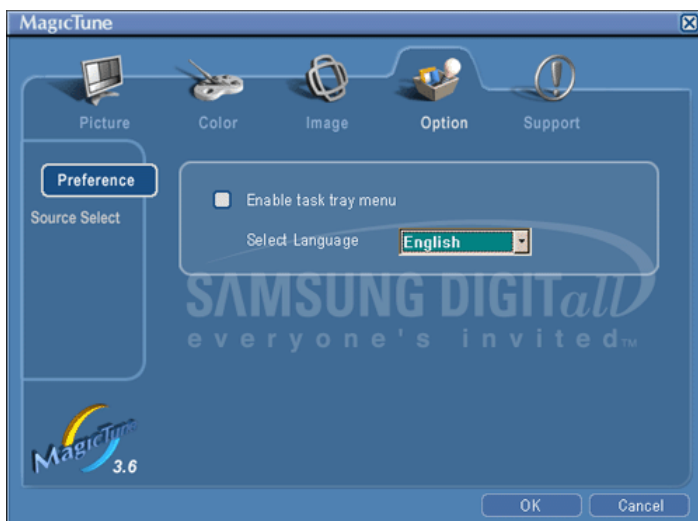 MagicTune
Picture
Color
Image
Option
Support
Preference
Source Select
Enable task tray menu
Select Language
English
SAMSUNG DIGITall
everyone's invited™
MagicTune
3.6
OK
Cancel